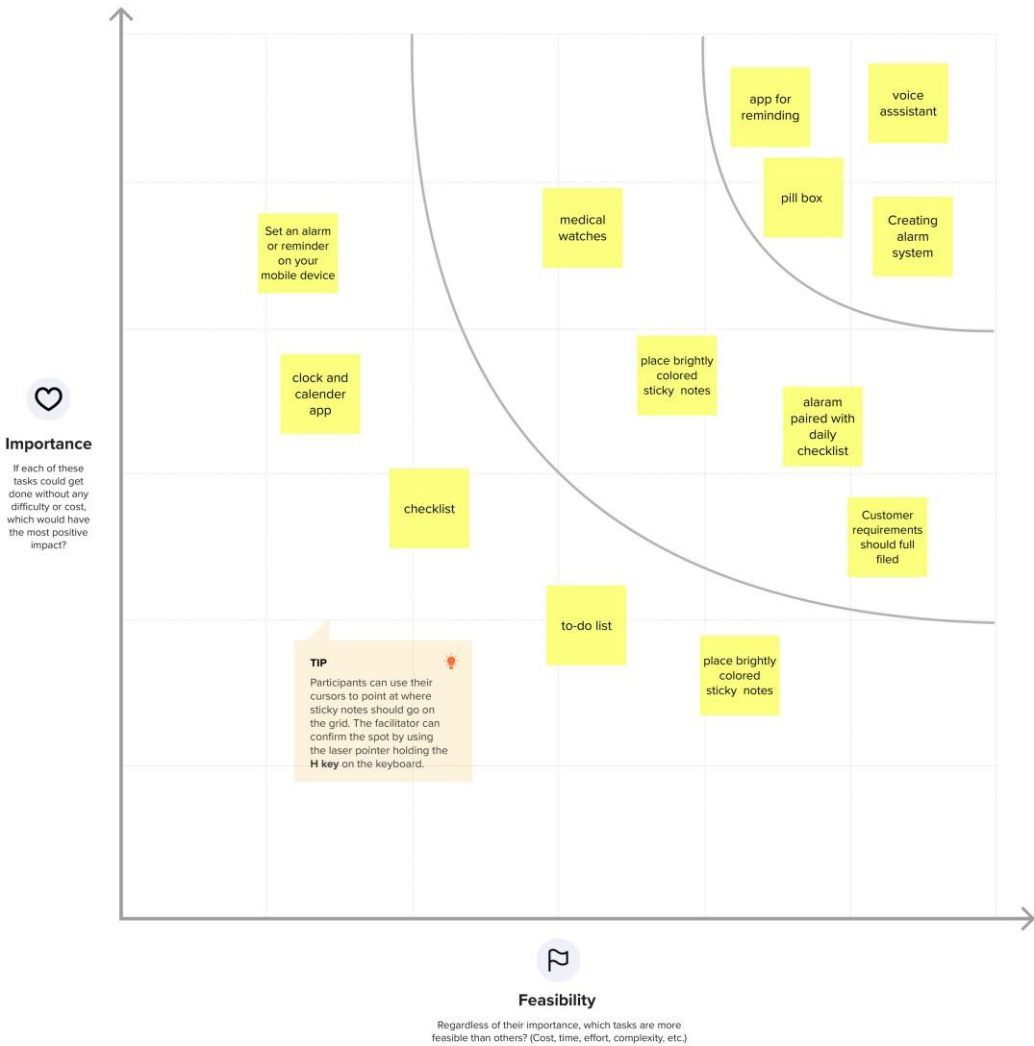 app for
reminding
voice
asssistant
pill box
Creating
alarm
system
medical
watches
Set an alarm
or reminder
on your
mobile device
place brightly
colored
sticky notes
clock and
calender
app
alaram
paired with
daily
checklist
checklist
Customer
requirements
should full
filed
to-do list
place brightly
colored
sticky notes
Importance
If each of these
tasks could get
done without any
difficulty or cost,
which would have
the most positive
impact?
TIP
Participants can use their
cursors to point at where
sticky notes should go on
the grid. The facilitator can
confirm the spot by using
the laser pointer holding the
H key on the keyboard.
Feasibility
Regardless of their importance, which tasks are more
feasible than others? (Cost, time, effort, complexity, etc.)